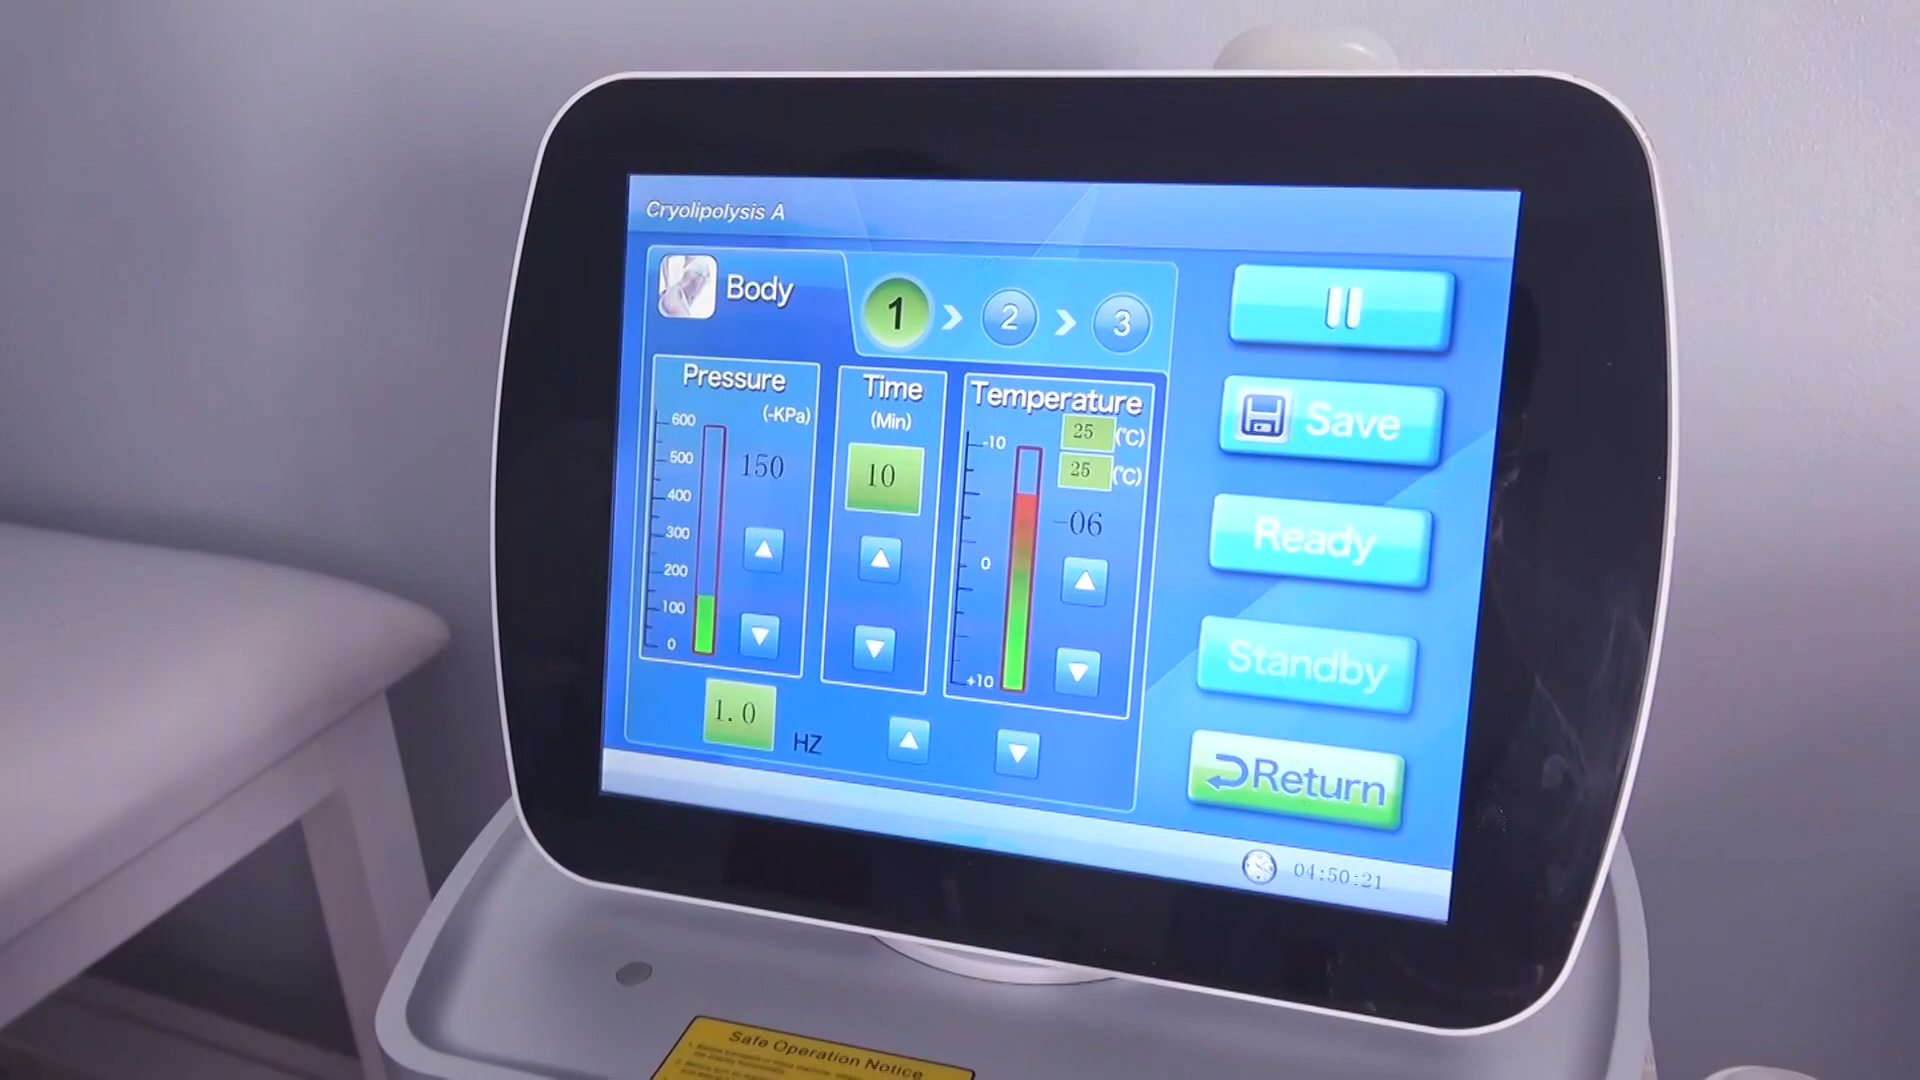 Cryolipolysis A
Body
1
2
3
Pressure
(-KPa)
600
500
400
300
200
100
0
150
Time
(Min)
10
Temperature
25 (℃)
25 (℃)
-10
0
+10
-06
1.0 HZ
Save
Ready
Standby
Return
04:50:21
Safe Operation Notice